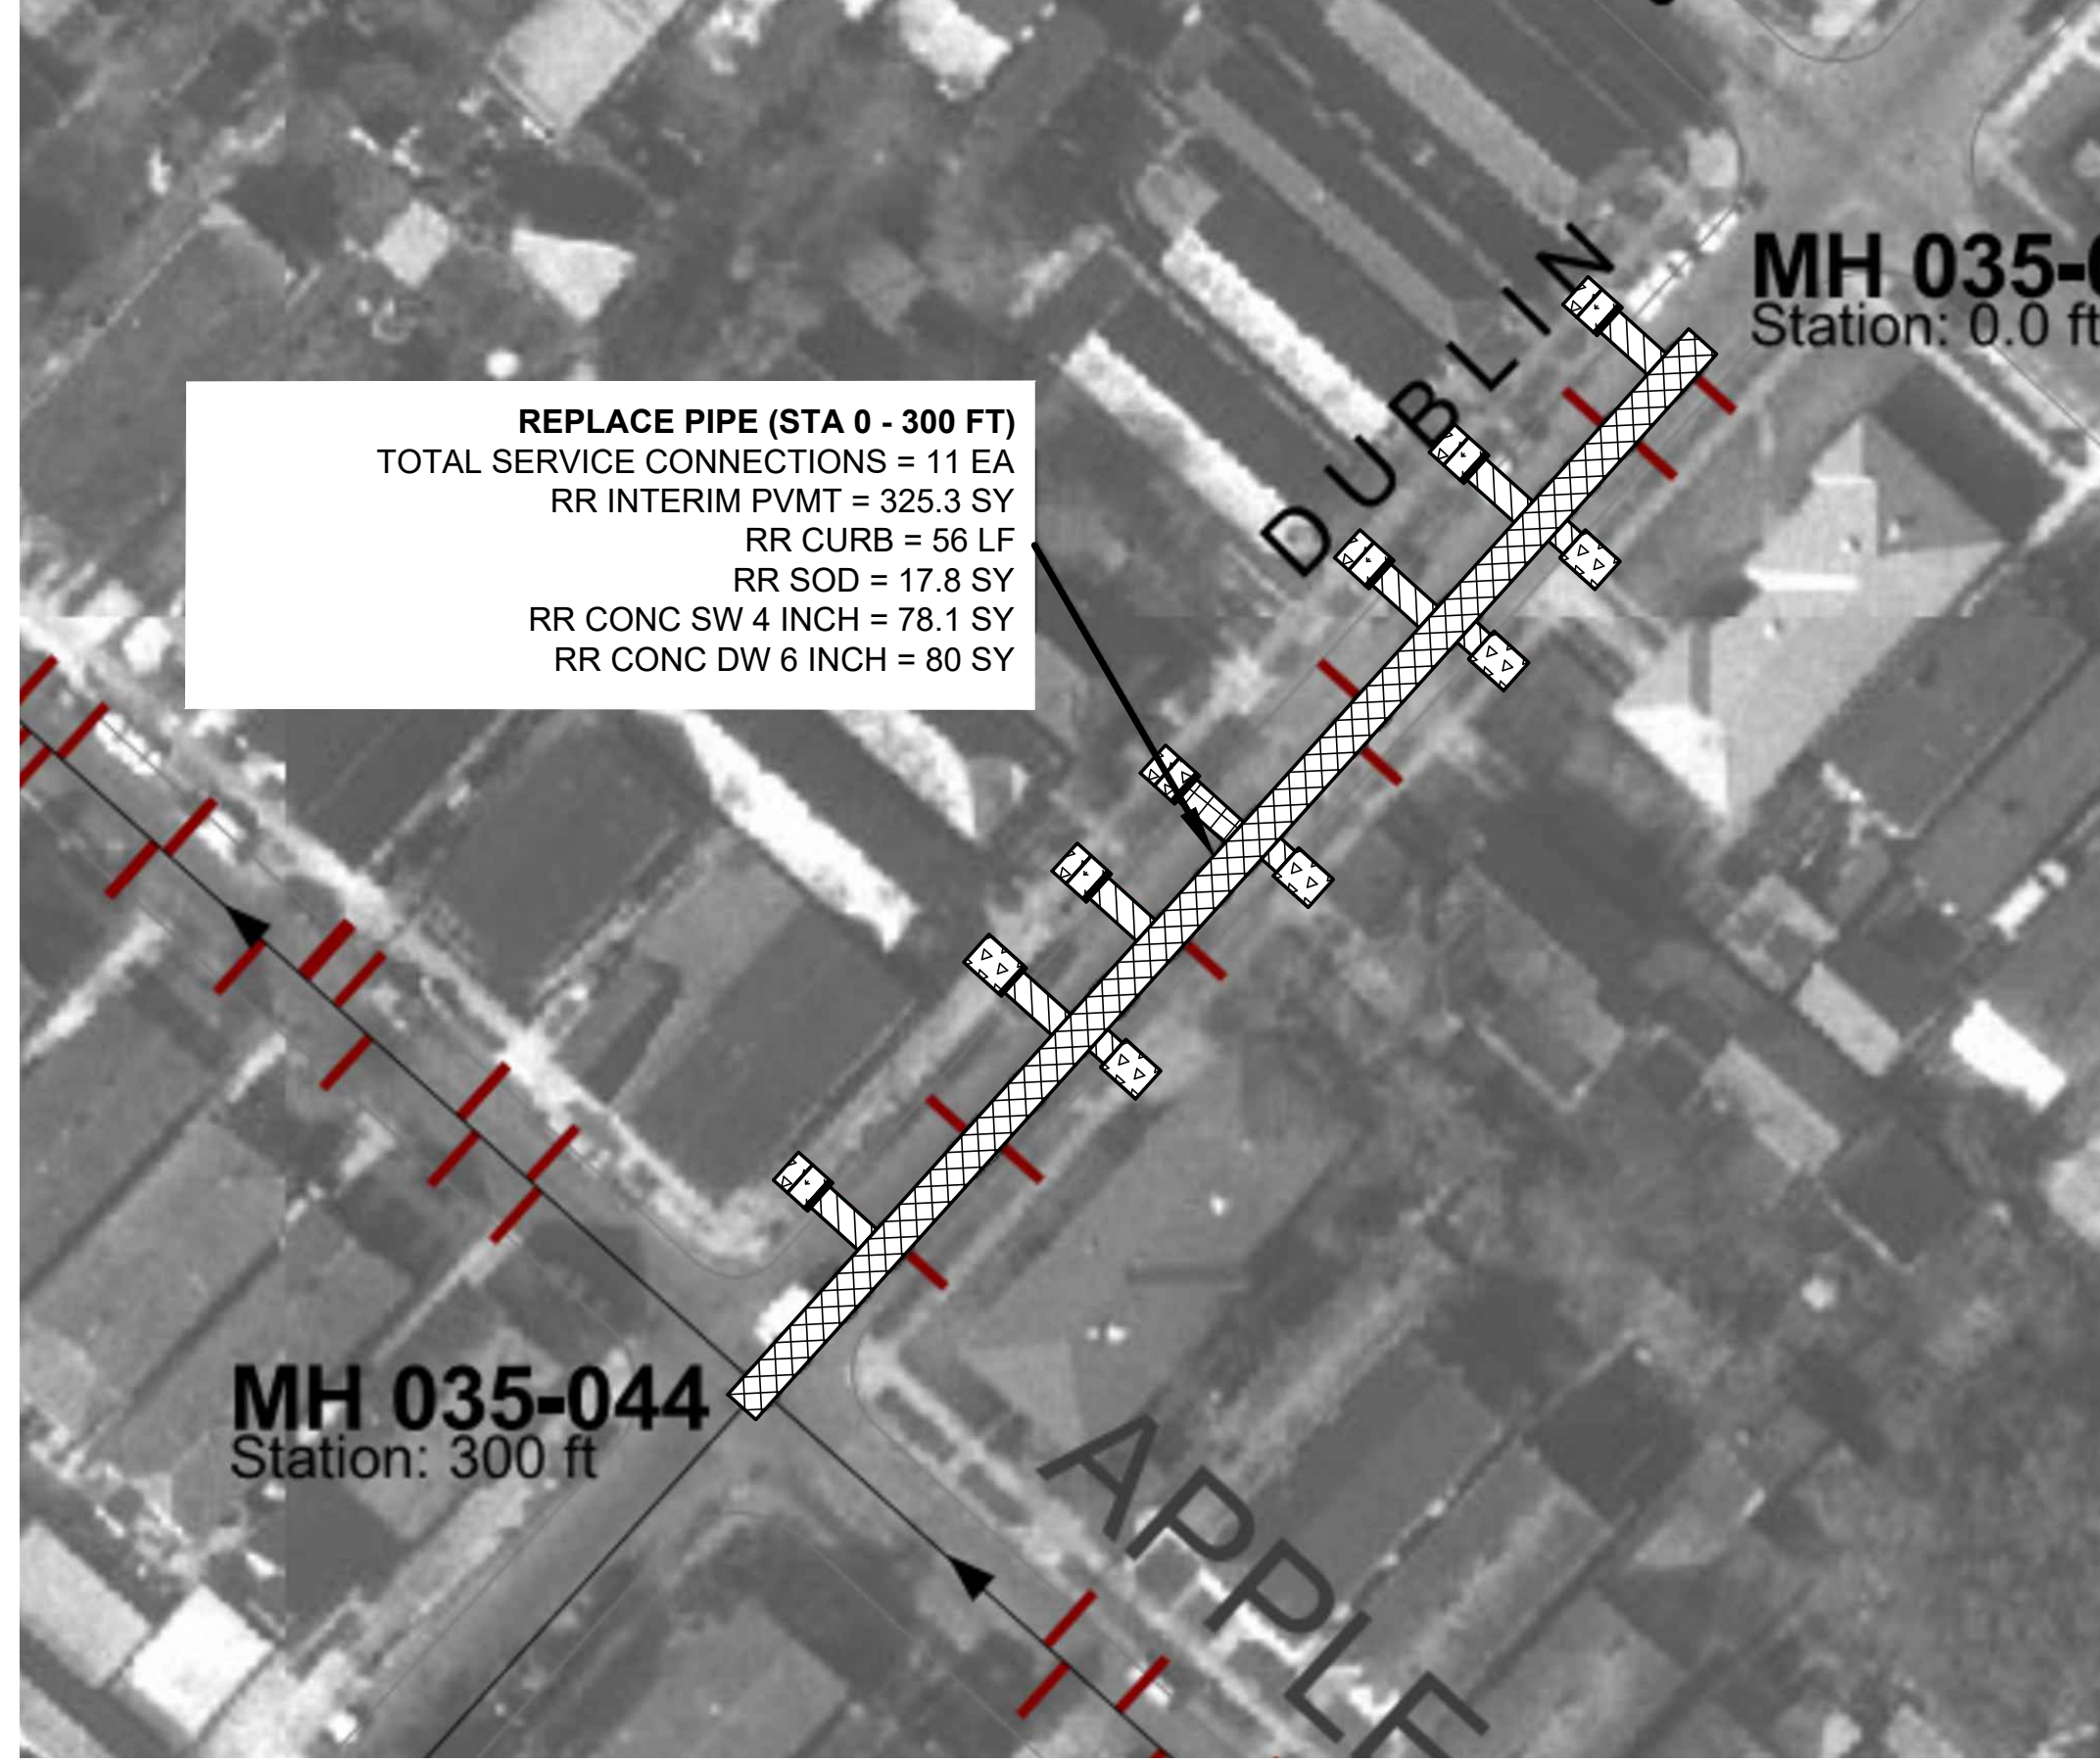 DUBLIN
MH 035-
Station: 0.0 ft
REPLACE PIPE (STA 0 - 300 FT)
TOTAL SERVICE CONNECTIONS = 11 EA
RR INTERIM PVMT = 325.3 SY
RR CURB = 56 LF
RR SOD = 17.8 SY
RR CONC SW 4 INCH = 78.1 SY
RR CONC DW 6 INCH = 80 SY
MH 035-044
Station: 300 ft
APPLE